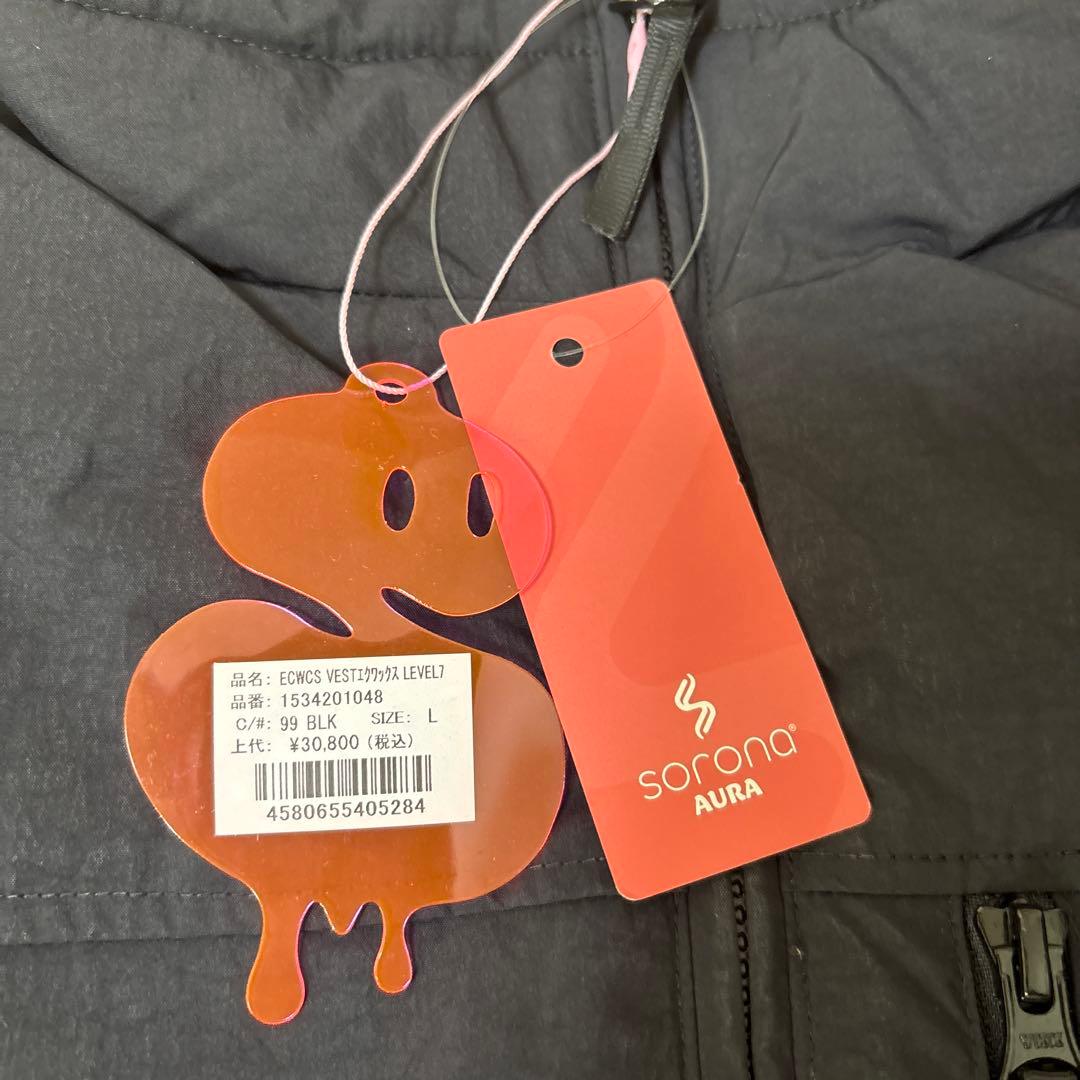 品名: ECWCS VESTｴｸﾜｯｸｽ LEVEL7
品番: 1534201048
C/#: 99 BLK SIZE: L
上代: ¥30,800 (税込)
4580655405284
sorona®
AURA